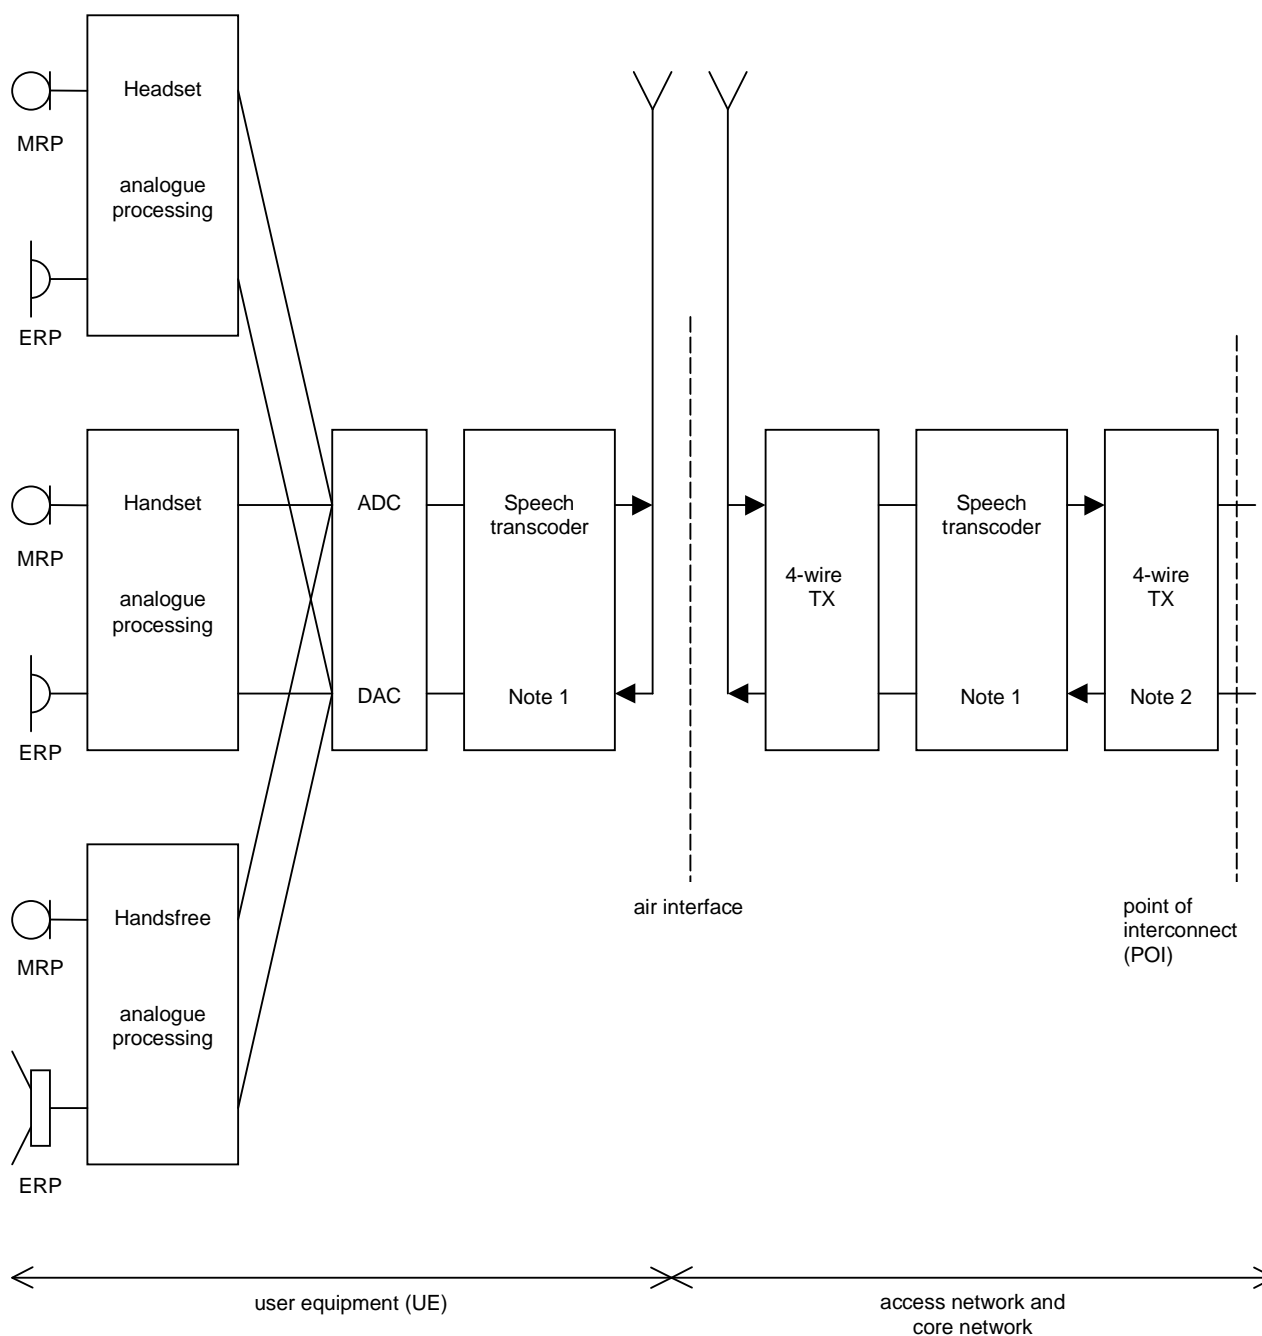 Headset
MRP
analogue
processing
ERP
Handset
MRP
analogue
processing
ERP
ADC
DAC
Speech
transcoder
Note 1
4-wire
TX
Speech
transcoder
Note 1
4-wire
TX
Note 2
Handsfree
MRP
analogue
processing
ERP
air interface
point of
interconnect
(POI)
user equipment (UE)
access network and
core network